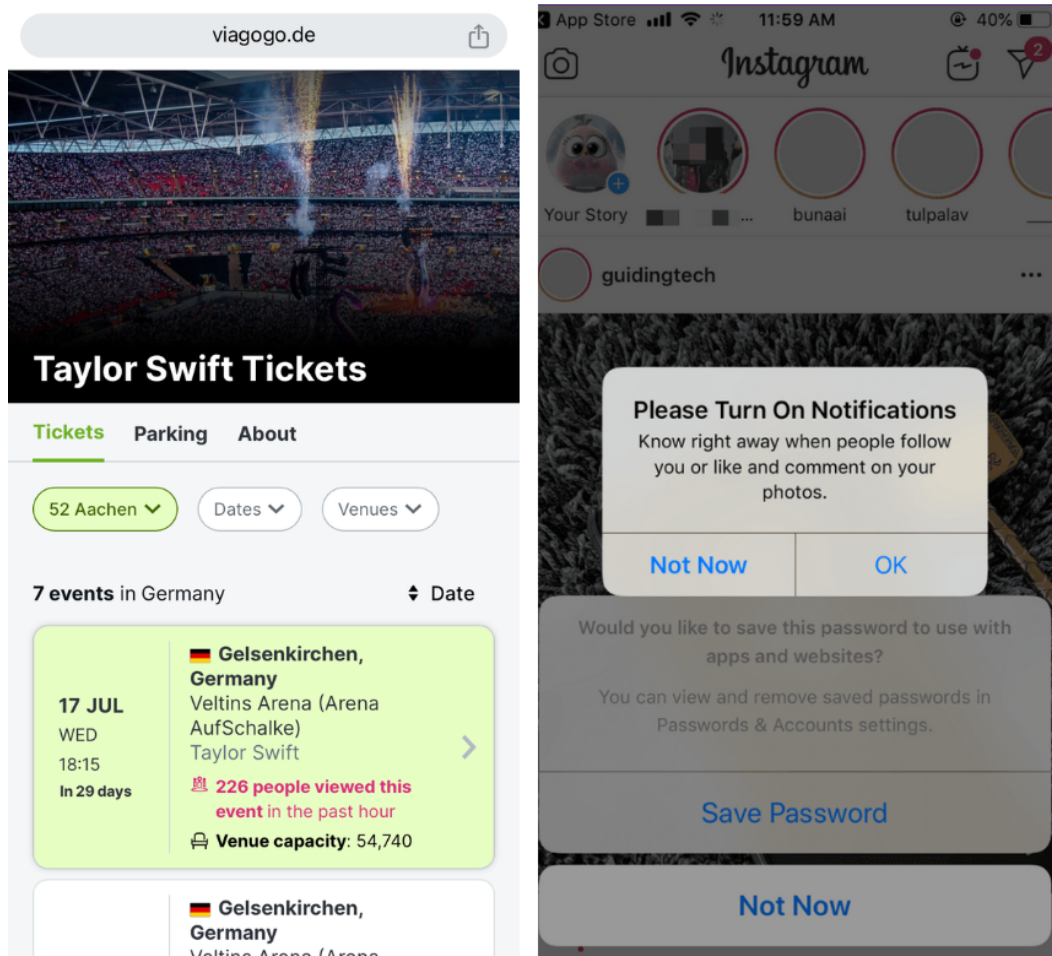 viagogo.de
Taylor Swift Tickets
Tickets Parking About
52 Aachen Dates Venues
7 events in Germany Date
17 JUL
WED
18:15
In 29 days
Gelsenkirchen,
Germany
Veltins Arena (Arena
AufSchalke)
Taylor Swift
226 people viewed this
event in the past hour
Venue capacity: 54,740
Gelsenkirchen,
Germany
Veltins Arena (Arena
App Store 11:59 AM 40%
Instagram 2
Your Story ... bunaai tulpalav
guidingtech
Please Turn On Notifications
Know right away when people follow
you or like and comment on your
photos.
Not Now OK
Would you like to save this password to use with
apps and websites?
You can view and remove saved passwords in
Passwords & Accounts settings.
Save Password
Not Now